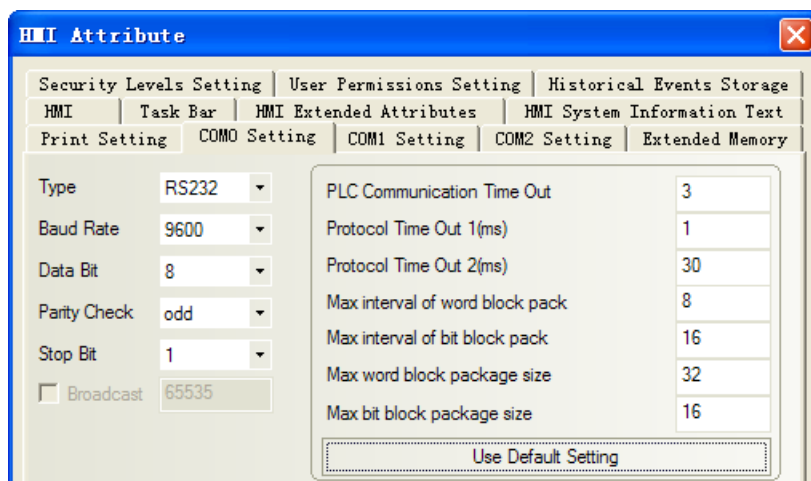 HMI Attribute
Security Levels Setting User Permissions Setting Historical Events Storage
HMI Task Bar HMI Extended Attributes HMI System Information Text
Print Setting COM0 Setting COM1 Setting COM2 Setting Extended Memory
Type RS232
Baud Rate 9600
Data Bit 8
Parity Check odd
Stop Bit 1
Broadcast 65535
PLC Communication Time Out 3
Protocol Time Out 1(ms) 1
Protocol Time Out 2(ms) 30
Max interval of word block pack 8
Max interval of bit block pack 16
Max word block package size 32
Max bit block package size 16
Use Default Setting